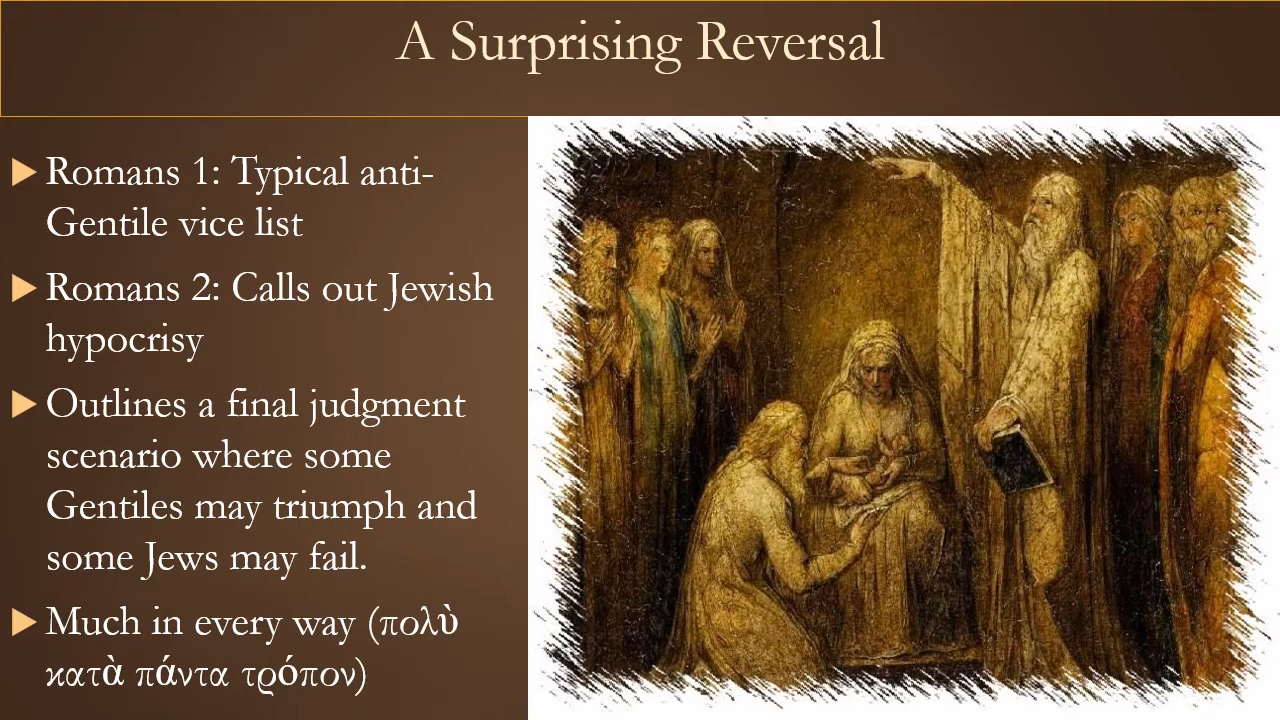 A Surprising Reversal
Romans 1: Typical anti-
Gentile vice list
Romans 2: Calls out Jewish
hypocrisy
Outlines a final judgment
scenario where some
Gentiles may triumph and
some Jews may fail.
Much in every way (πολὺ
κατὰ πάντα τρόπον)